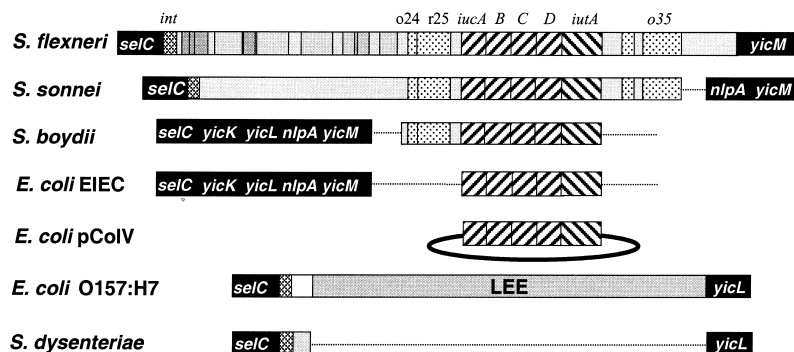 int o24 r25 iucA B C D iutA o35
S. flexneri selC yicM
S. sonnei selC nlpA yicM
S. boydii selC yicK yicL nlpA yicM
E. coli EIEC selC yicK yicL nlpA yicM
E. coli pColV
E. coli O157:H7 selC LEE yicL
S. dysenteriae selC yicL